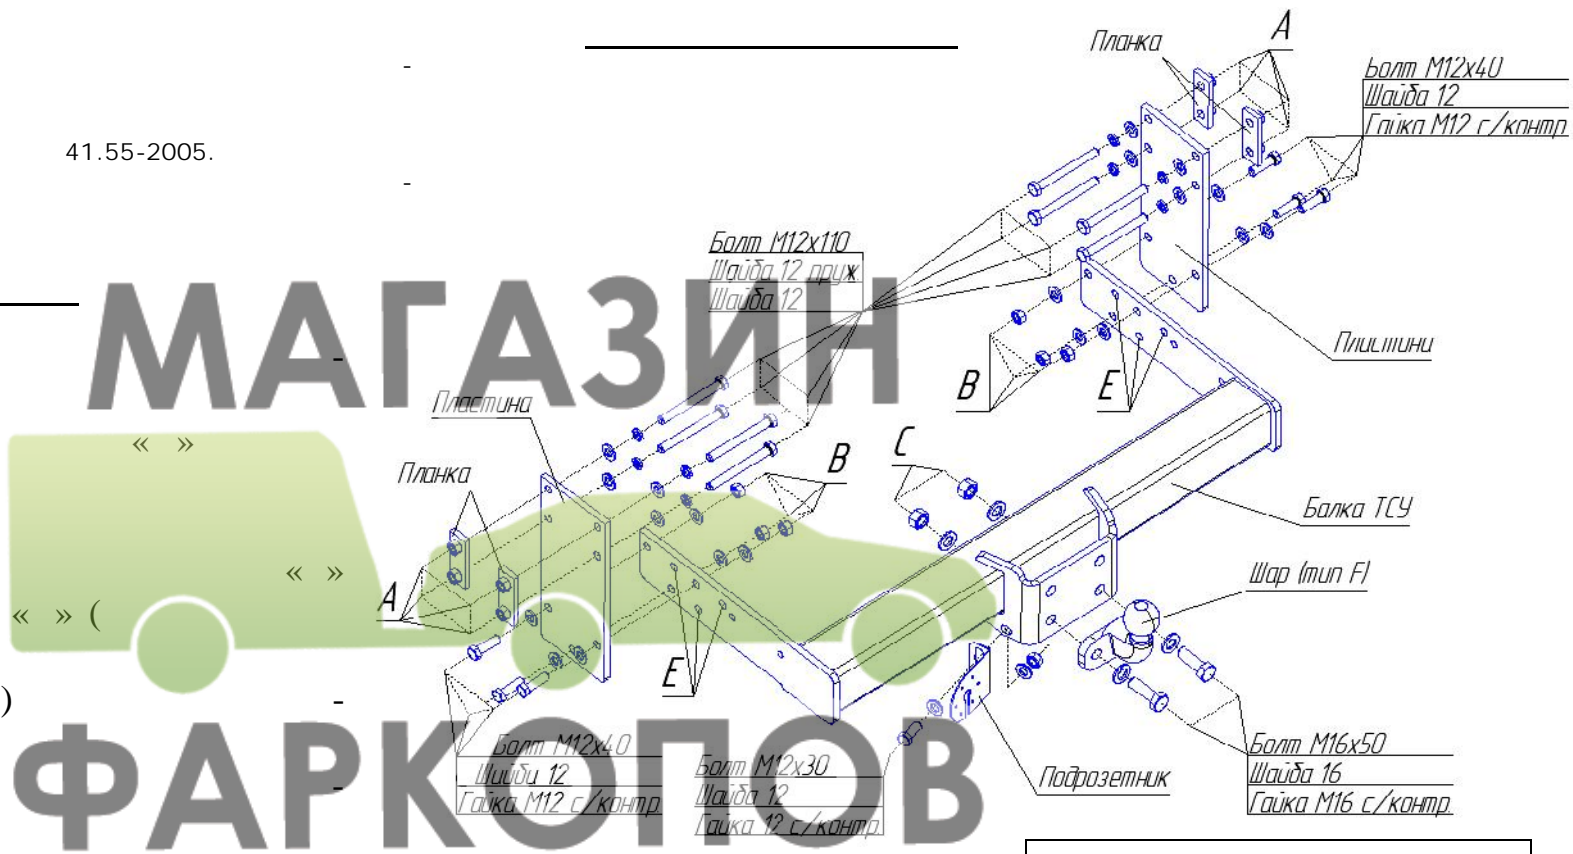 -
Планка
А
Болт М12х40
Шайба 12
Гайка М12 с/контр
41.55-2005.
-
Болт М12х110
Шайба 12 пруж.
Шайба 12
МАГАЗИН
-
Пластина
В
Е
Пластина
« »
Планка
В
С
Балка ТСУ
« »
Шар (тип F)
« » (
А
Е
)
-
ФАРКОПОВ
Болт М12х40
Шайба 12
Гайка М12 с/контр.
-
Болт М12х30
Шайба 12
Гайка 12 с/контр.
Подрозетник
Болт М16х50
Шайба 16
Гайка М16 с/контр.